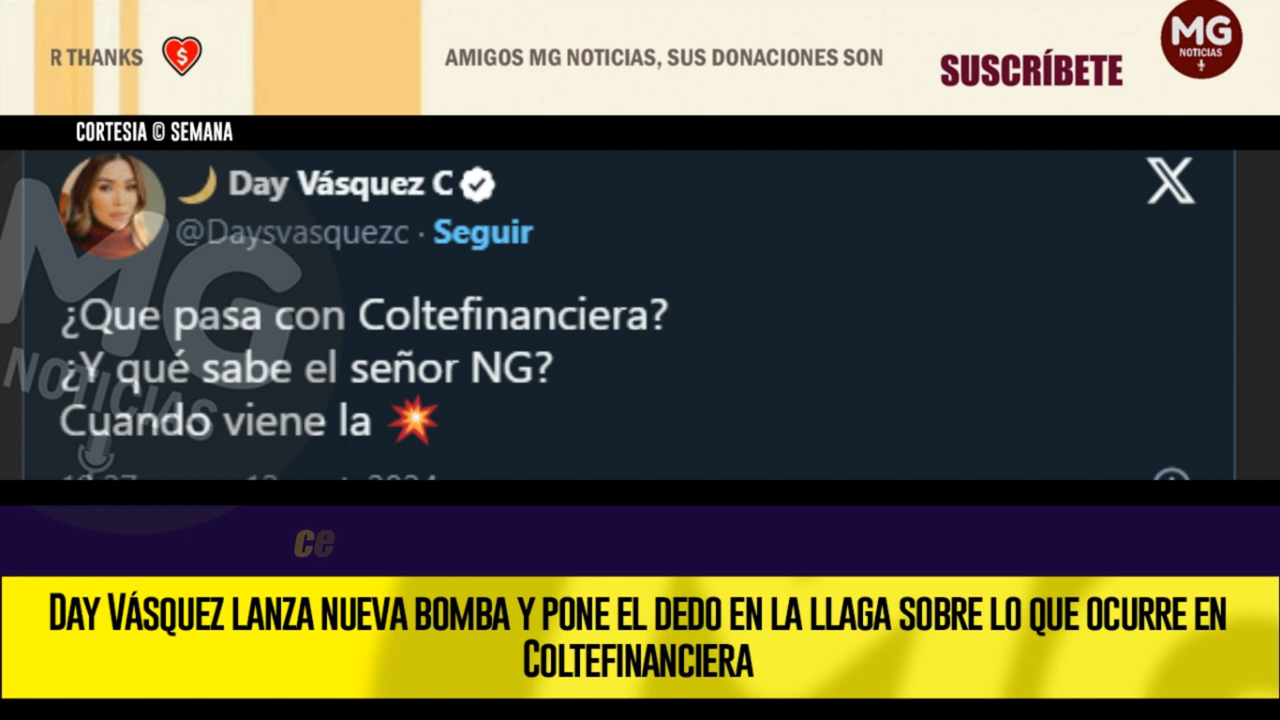 R THANKS
AMIGOS MG NOTICIAS, SUS DONACIONES SON
SUSCRÍBETE
MG
NOTICIAS
CORTESIA © SEMANA
Day Vásquez C
@Daysvasquezc · Seguir
¿Que pasa con Coltefinanciera?
¿Y qué sabe el señor NG?
Cuando viene la 💥
MG
NOTICIAS
ce
DAY VÁSQUEZ LANZA NUEVA BOMBA Y PONE EL DEDO EN LA LLAGA SOBRE LO QUE OCURRE EN
COLTEFINANCIERA